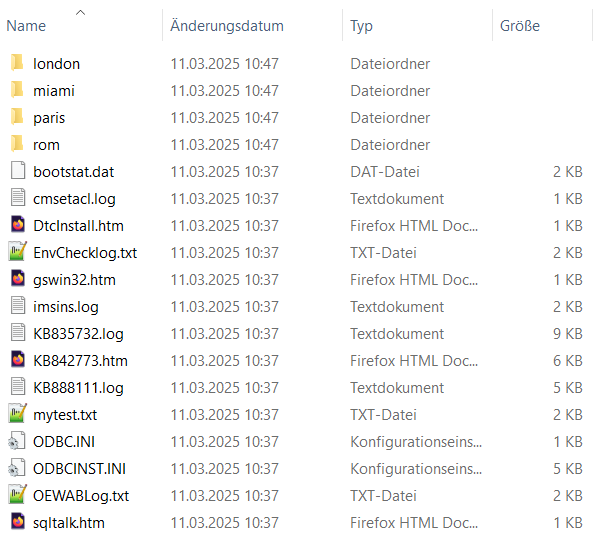 Name Änderungsdatum Typ Größe
london 11.03.2025 10:47 Dateiordner
miami 11.03.2025 10:47 Dateiordner
paris 11.03.2025 10:47 Dateiordner
rom 11.03.2025 10:47 Dateiordner
bootstat.dat 11.03.2025 10:37 DAT-Datei 2 KB
cmsetacl.log 11.03.2025 10:37 Textdokument 1 KB
DtcInstall.htm 11.03.2025 10:37 Firefox HTML Doc... 1 KB
EnvChecklog.txt 11.03.2025 10:37 TXT-Datei 2 KB
gswin32.htm 11.03.2025 10:37 Firefox HTML Doc... 1 KB
imsins.log 11.03.2025 10:37 Textdokument 2 KB
KB835732.log 11.03.2025 10:37 Textdokument 9 KB
KB842773.htm 11.03.2025 10:37 Firefox HTML Doc... 6 KB
KB888111.log 11.03.2025 10:37 Textdokument 5 KB
mytest.txt 11.03.2025 10:37 TXT-Datei 2 KB
ODBC.INI 11.03.2025 10:37 Konfigurationseins... 1 KB
ODBCINST.INI 11.03.2025 10:37 Konfigurationseins... 5 KB
OEWABLog.txt 11.03.2025 10:37 TXT-Datei 2 KB
sqltalk.htm 11.03.2025 10:37 Firefox HTML Doc... 1 KB